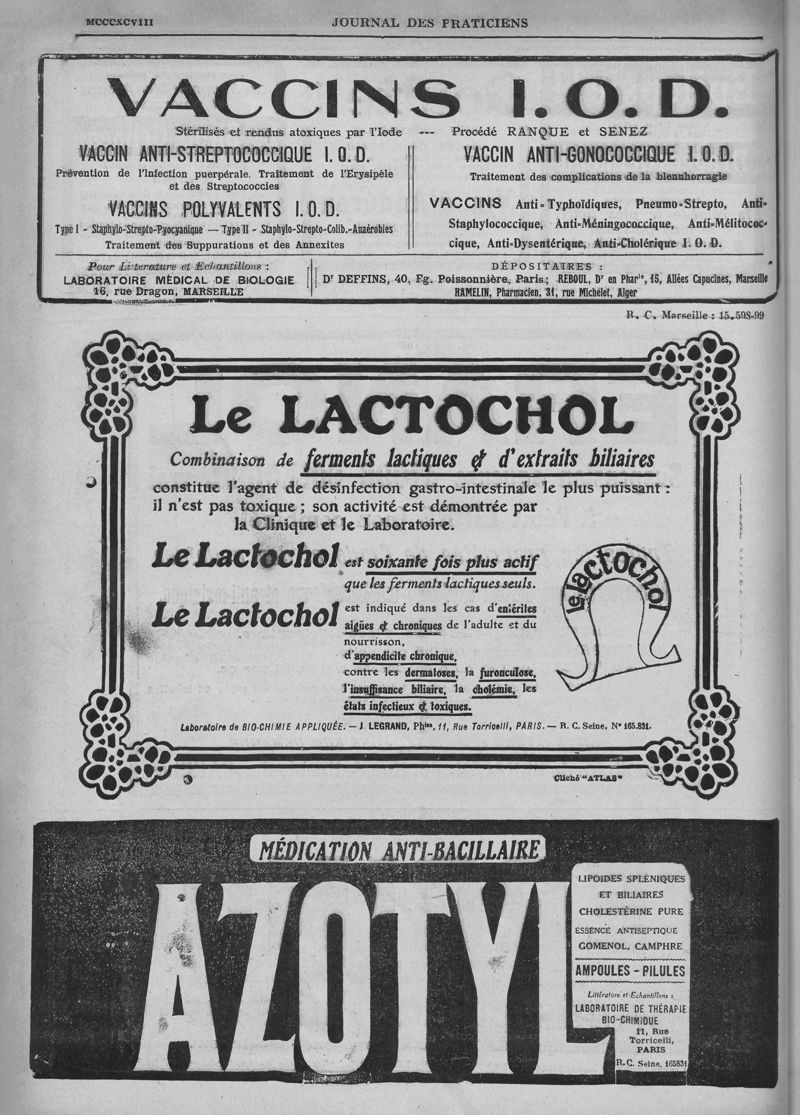 MCCCXCVIII
JOURNAL DES PRATICIENS
VACCINS I.O.D.
Stérilisés et rendus atoxiques par l'Iode --- Procédé RANQUE et SENEZ
VACCIN ANTI-STREPTOCOCCIQUE I.O.D.
Prévention de l'Infection puerpérale. Traitement de l'Erysipèle
et des Streptococcies
VACCINS POLYVALENTS I.O.D.
Type I - Staphylo-Strepto-Pyocyanique — Type II - Staphylo-Strepto-Colib.-Anaérobies
Traitement des Suppurations et des Annexites
VACCIN ANTI-GONOCOCCIQUE I.O.D.
Traitement des complications de la blennhorragie
VACCINS Anti-Typhoïdiques, Pneumo-Strepto, Anti-
Staphylococcique, Anti-Méningococcique, Anti-Mélitococ-
cique, Anti-Dysentérique, Anti-Cholérique I.O.D.
Pour Litterature et Echantillons :
LABORATOIRE MÉDICAL DE BIOLOGIE
16, rue Dragon, MARSEILLE
DÉPOSITAIRES :
Dr DEFFINS, 40, Fg. Poissonnière, Paris; REBOUL, Dr en Phar^ie, 15, Allées Capucines, Marseille
HAMELIN, Pharmacien, 31, rue Michelet, Alger
R. C. Marseille : 15.598-99
Le LACTOCHOL
Combinaison de ferments lactiques & d'extraits biliaires
constitue l'agent de désinfection gastro-intestinale le plus puissant :
il n'est pas toxique ; son activité est démontrée par
la Clinique et le Laboratoire.
Le Lactochol est soixante fois plus actif
que les ferments lactiques seuls.
Le Lactochol est indiqué dans les cas d'entérites
aigües & chroniques de l'adulte et du
nourrisson,
d'appendicite chronique,
contre les dermatoses, la furonculose,
l'insuffisance biliaire, la cholémie, les
états infectieux & toxiques.
le lactochol
Laboratoire de BIO-CHIMIE APPLIQUÉE. — J. LEGRAND, Ph^ien, 11, Rue Torricelli, PARIS. — R. C. Seine, N° 165.831.
Cliché "ATLAS"
MÉDICATION ANTI-BACILLAIRE
AZOTYL
LIPOIDES SPLÉNIQUES
ET BILIAIRES
CHOLESTÉRINE PURE
ESSENCE ANTISEPTIQUE
GOMENOL, CAMPHRE
AMPOULES - PILULES
Littérature et Echantillons :
LABORATOIRE DE THÉRAPIE
BIO-CHIMIQUE
11, Rue
Torricelli,
PARIS
R.C. Seine, 165831